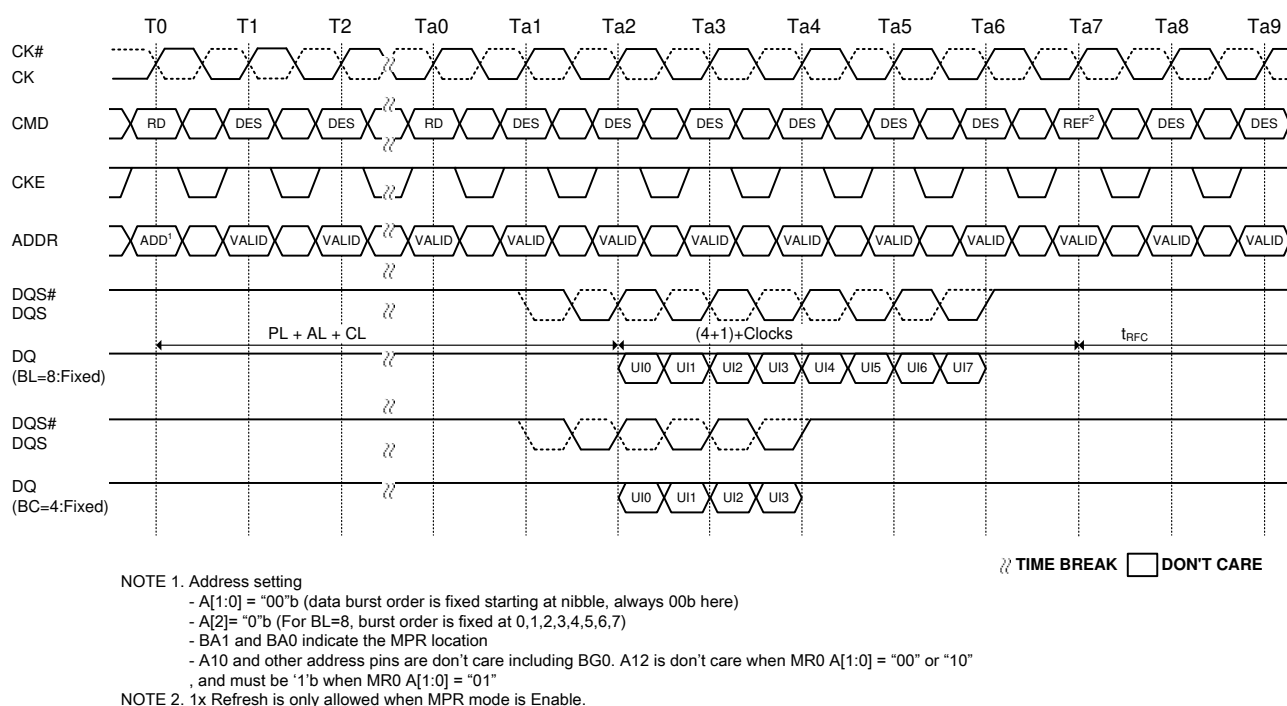 T0 T1 T2 Ta0 Ta1 Ta2 Ta3 Ta4 Ta5 Ta6 Ta7 Ta8 Ta9
CK#
CK
CMD RD DES DES RD DES DES DES DES DES DES REF2 DES DES
CKE
ADDR ADD1 VALID VALID VALID VALID VALID VALID VALID VALID VALID VALID VALID VALID
DQS#
DQS
PL + AL + CL (4+1)+Clocks tRFC
DQ
(BL=8:Fixed) UI0 UI1 UI2 UI3 UI4 UI5 UI6 UI7
DQS#
DQS
DQ
(BC=4:Fixed) UI0 UI1 UI2 UI3
TIME BREAK DON'T CARE
NOTE 1. Address setting
- A[1:0] = “00”b (data burst order is fixed starting at nibble, always 00b here)
- A[2]= “0”b (For BL=8, burst order is fixed at 0,1,2,3,4,5,6,7)
- BA1 and BA0 indicate the MPR location
- A10 and other address pins are don’t care including BG0. A12 is don’t care when MR0 A[1:0] = “00” or “10”
, and must be ‘1’b when MR0 A[1:0] = “01”
NOTE 2. 1x Refresh is only allowed when MPR mode is Enable.